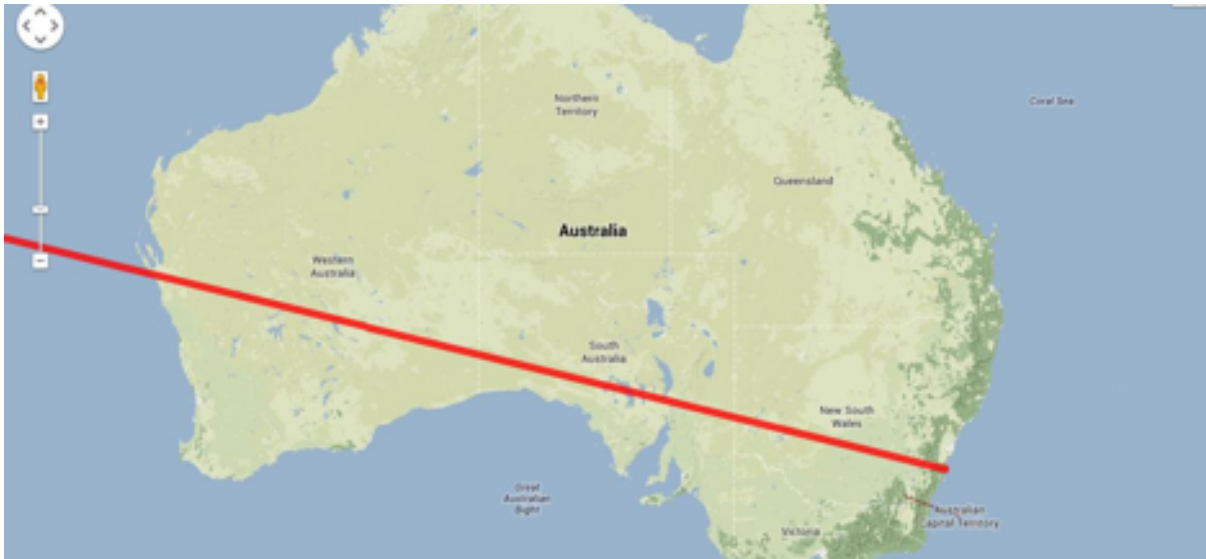 Northern
Territory
Coral Sea
Queensland
Australia
Western
Australia
South
Australia
New South
Wales
Great
Australian
Bight
Australian
Capital Territory
Victoria